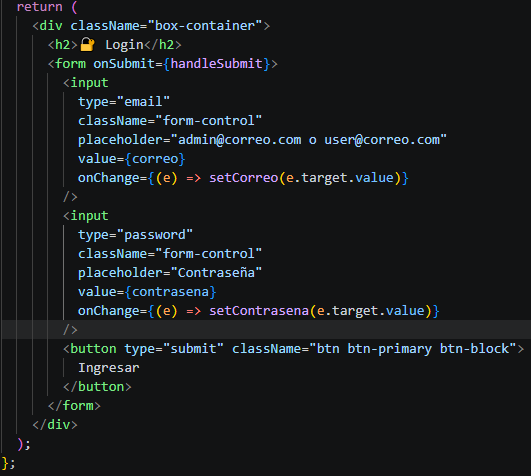 return (
<div className="box-container">
<h2>🔐 Login</h2>
<form onSubmit={handleSubmit}>
<input
type="email"
className="form-control"
placeholder="admin@correo.com o user@correo.com"
value={correo}
onChange={(e) => setCorreo(e.target.value)}
/>
<input
type="password"
className="form-control"
placeholder="Contraseña"
value={contrasena}
onChange={(e) => setContrasena(e.target.value)}
/>
<button type="submit" className="btn btn-primary btn-block">
Ingresar
</button>
</form>
</div>
);
};